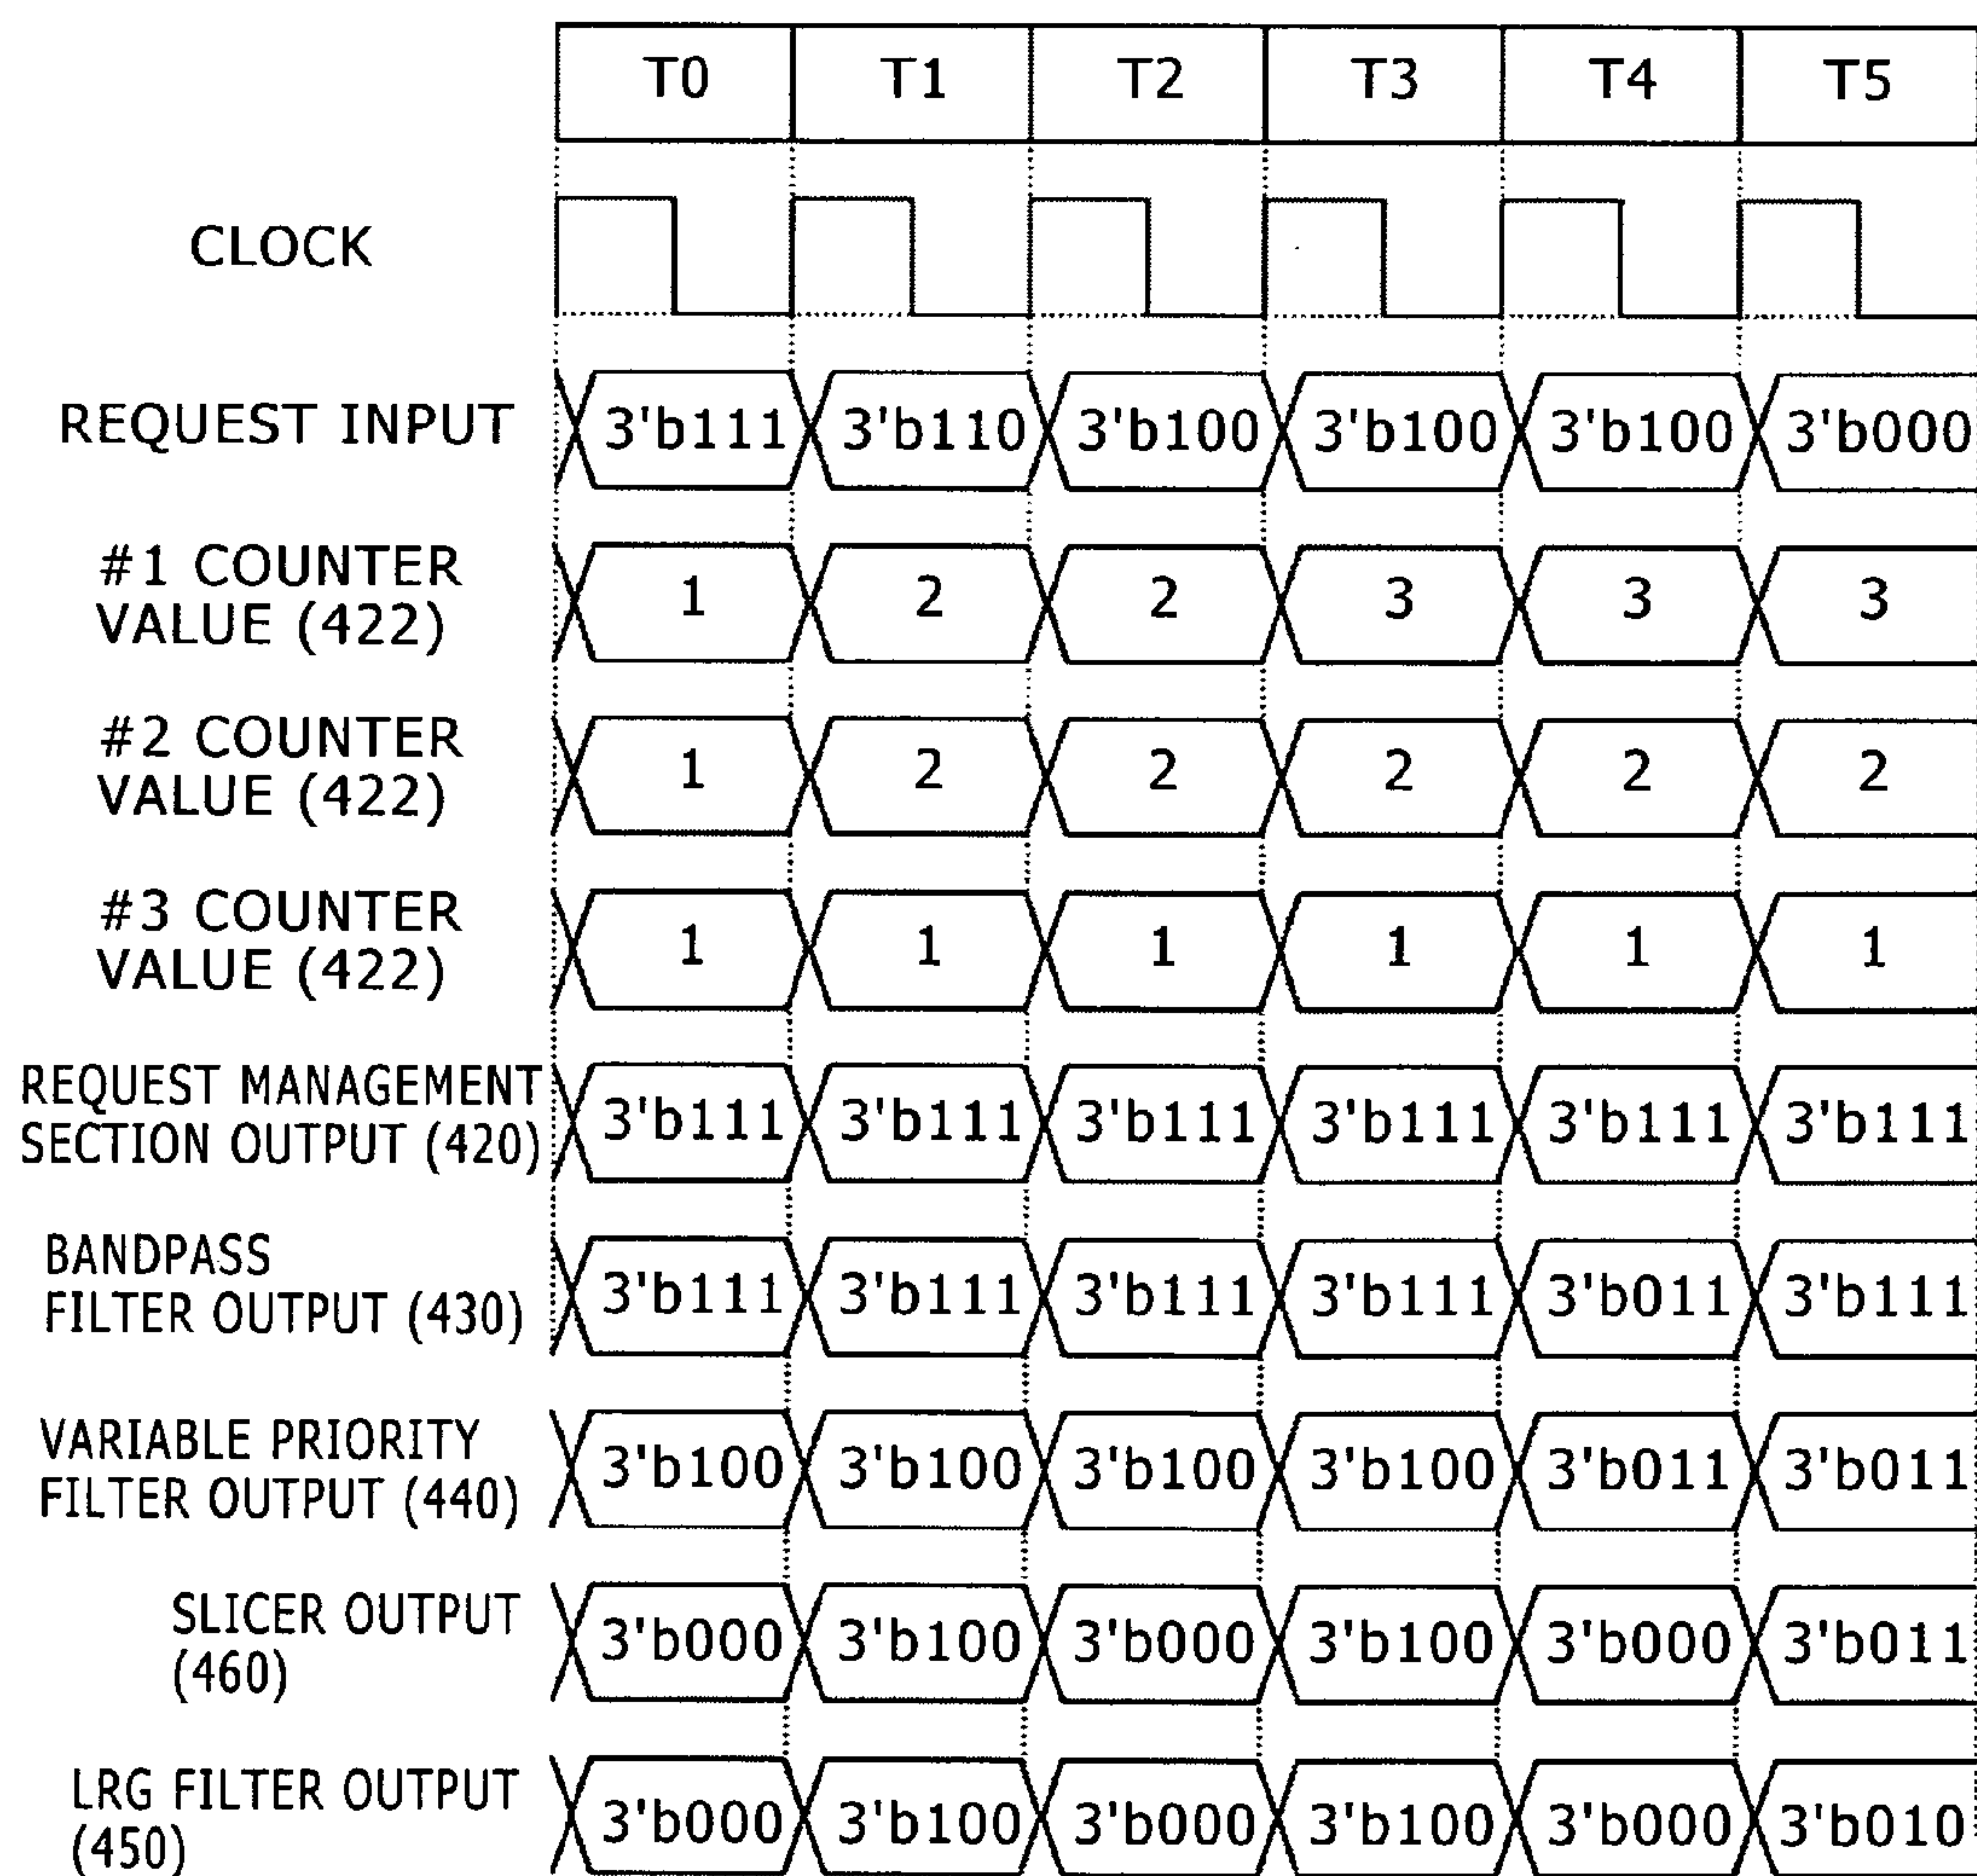 T0 T1 T2 T3 T4 T5
CLOCK
REQUEST INPUT 3'b111 3'b110 3'b100 3'b100 3'b100 3'b000
#1 COUNTER
VALUE (422) 1 2 2 3 3 3
#2 COUNTER
VALUE (422) 1 2 2 2 2 2
#3 COUNTER
VALUE (422) 1 1 1 1 1 1
REQUEST MANAGEMENT
SECTION OUTPUT (420) 3'b111 3'b111 3'b111 3'b111 3'b111 3'b111
BANDPASS
FILTER OUTPUT (430) 3'b111 3'b111 3'b111 3'b111 3'b011 3'b111
VARIABLE PRIORITY
FILTER OUTPUT (440) 3'b100 3'b100 3'b100 3'b100 3'b011 3'b011
SLICER OUTPUT
(460) 3'b000 3'b100 3'b000 3'b100 3'b000 3'b011
LRG FILTER OUTPUT
(450) 3'b000 3'b100 3'b000 3'b100 3'b000 3'b010